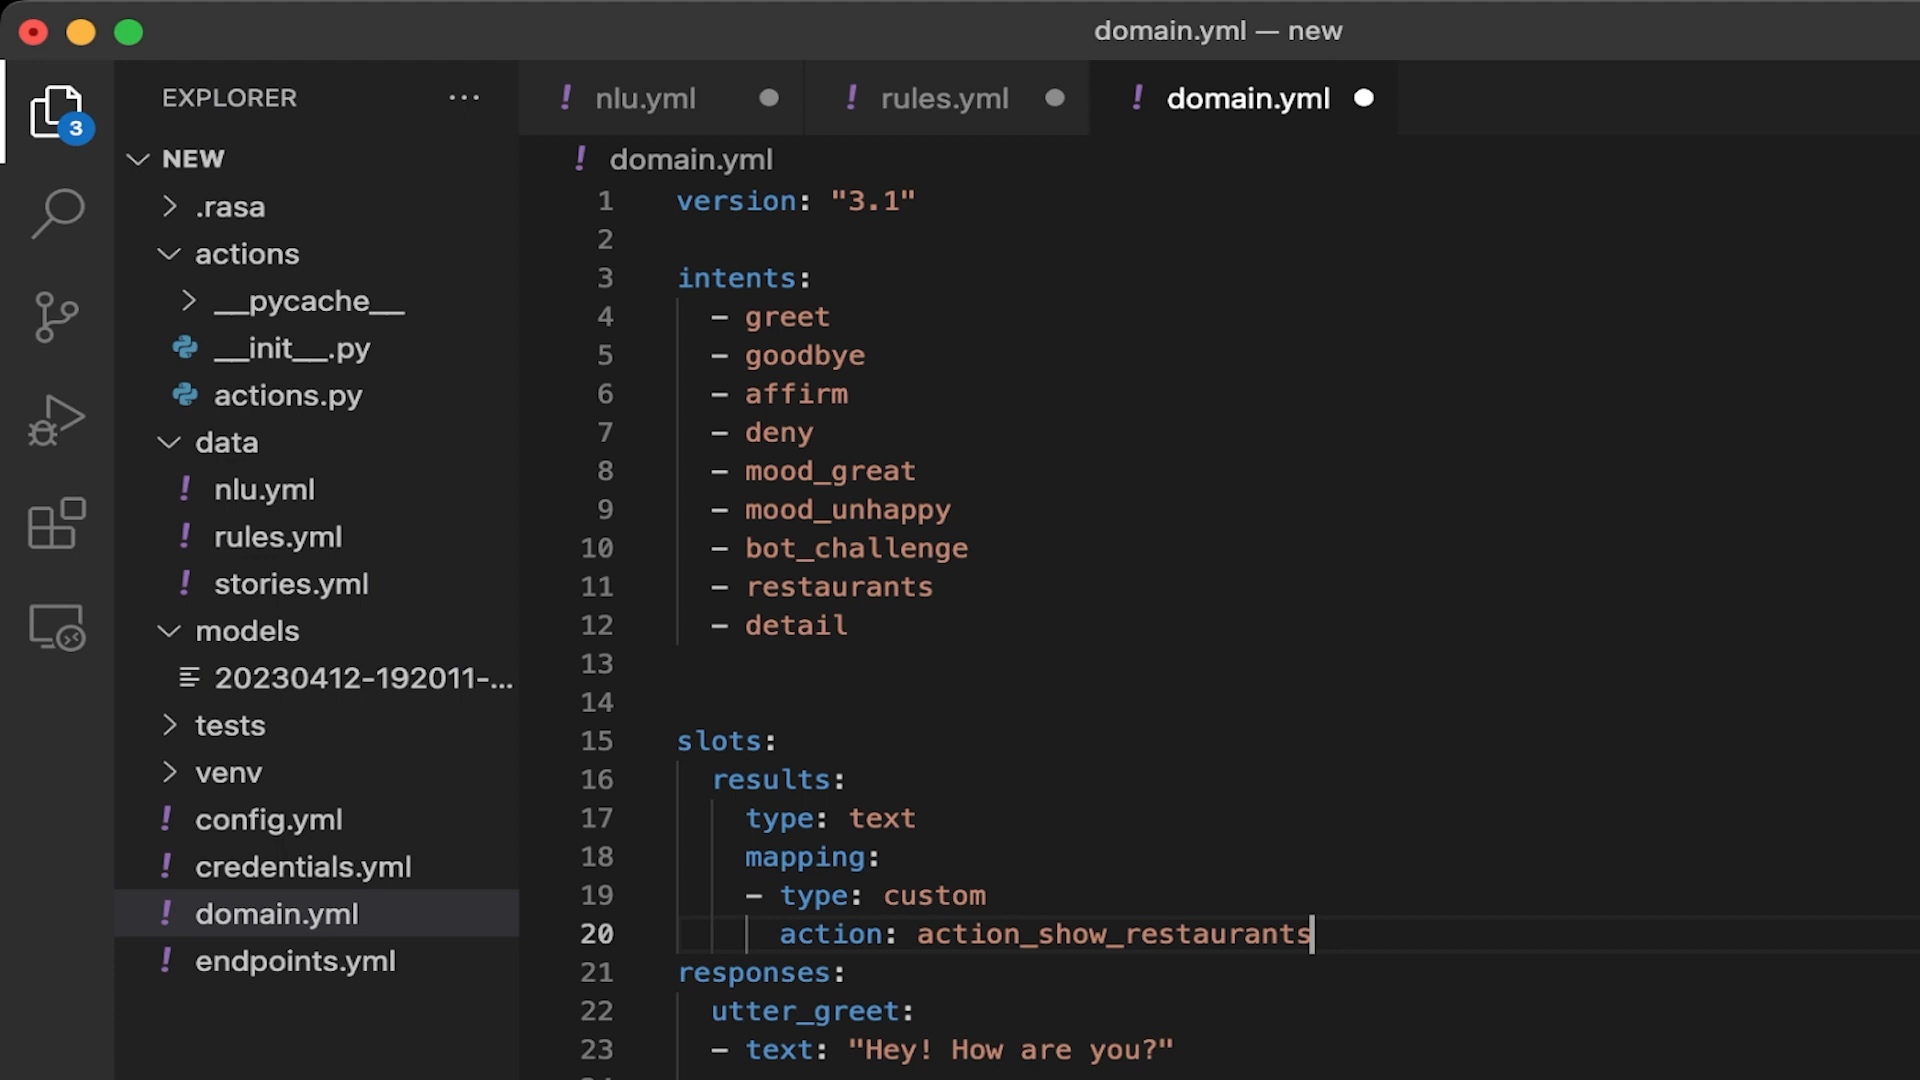 domain.yml — new
EXPLORER ...
3
NEW
.rasa
actions
__pycache__
__init__.py
actions.py
data
! nlu.yml
! rules.yml
! stories.yml
models
20230412-192011-...
tests
venv
! config.yml
! credentials.yml
! domain.yml
! endpoints.yml
! nlu.yml
! rules.yml
! domain.yml
! domain.yml
1 version: "3.1"
2
3 intents:
4 - greet
5 - goodbye
6 - affirm
7 - deny
8 - mood_great
9 - mood_unhappy
10 - bot_challenge
11 - restaurants
12 - detail
13
14
15 slots:
16 results:
17 type: text
18 mapping:
19 - type: custom
20 action: action_show_restaurants
21 responses:
22 utter_greet:
23 - text: "Hey! How are you?"